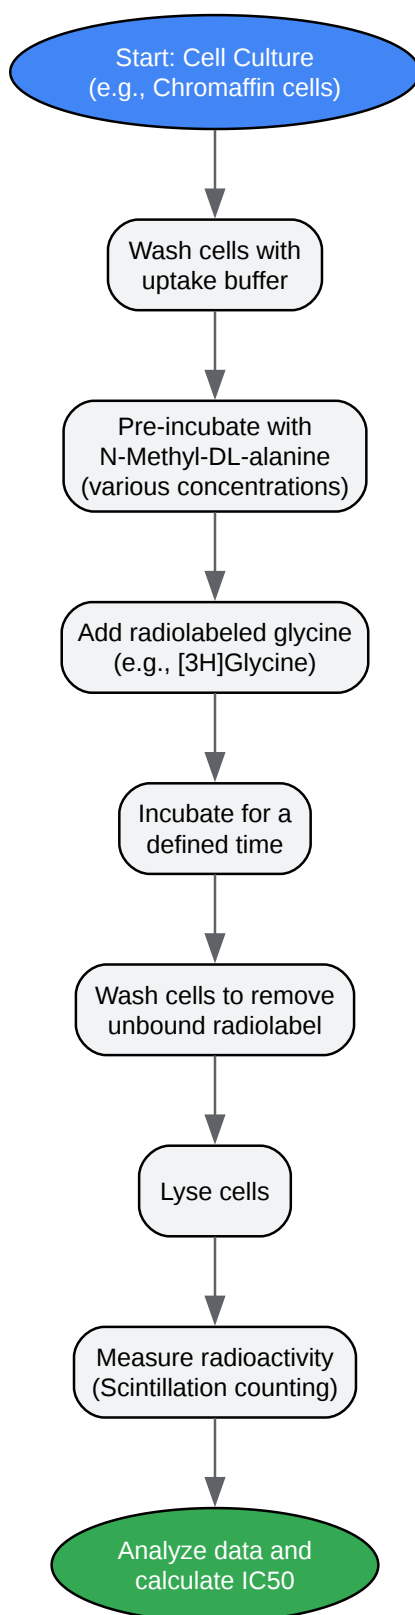 Start: Cell Culture
(e.g., Chromaffin cells)
Wash cells with
uptake buffer
Pre-incubate with
N-Methyl-DL-alanine
(various concentrations)
Add radiolabeled glycine
(e.g., [3H]Glycine)
Incubate for a
defined time
Wash cells to remove
unbound radiolabel
Lyse cells
Measure radioactivity
(Scintillation counting)
Analyze data and
calculate IC50